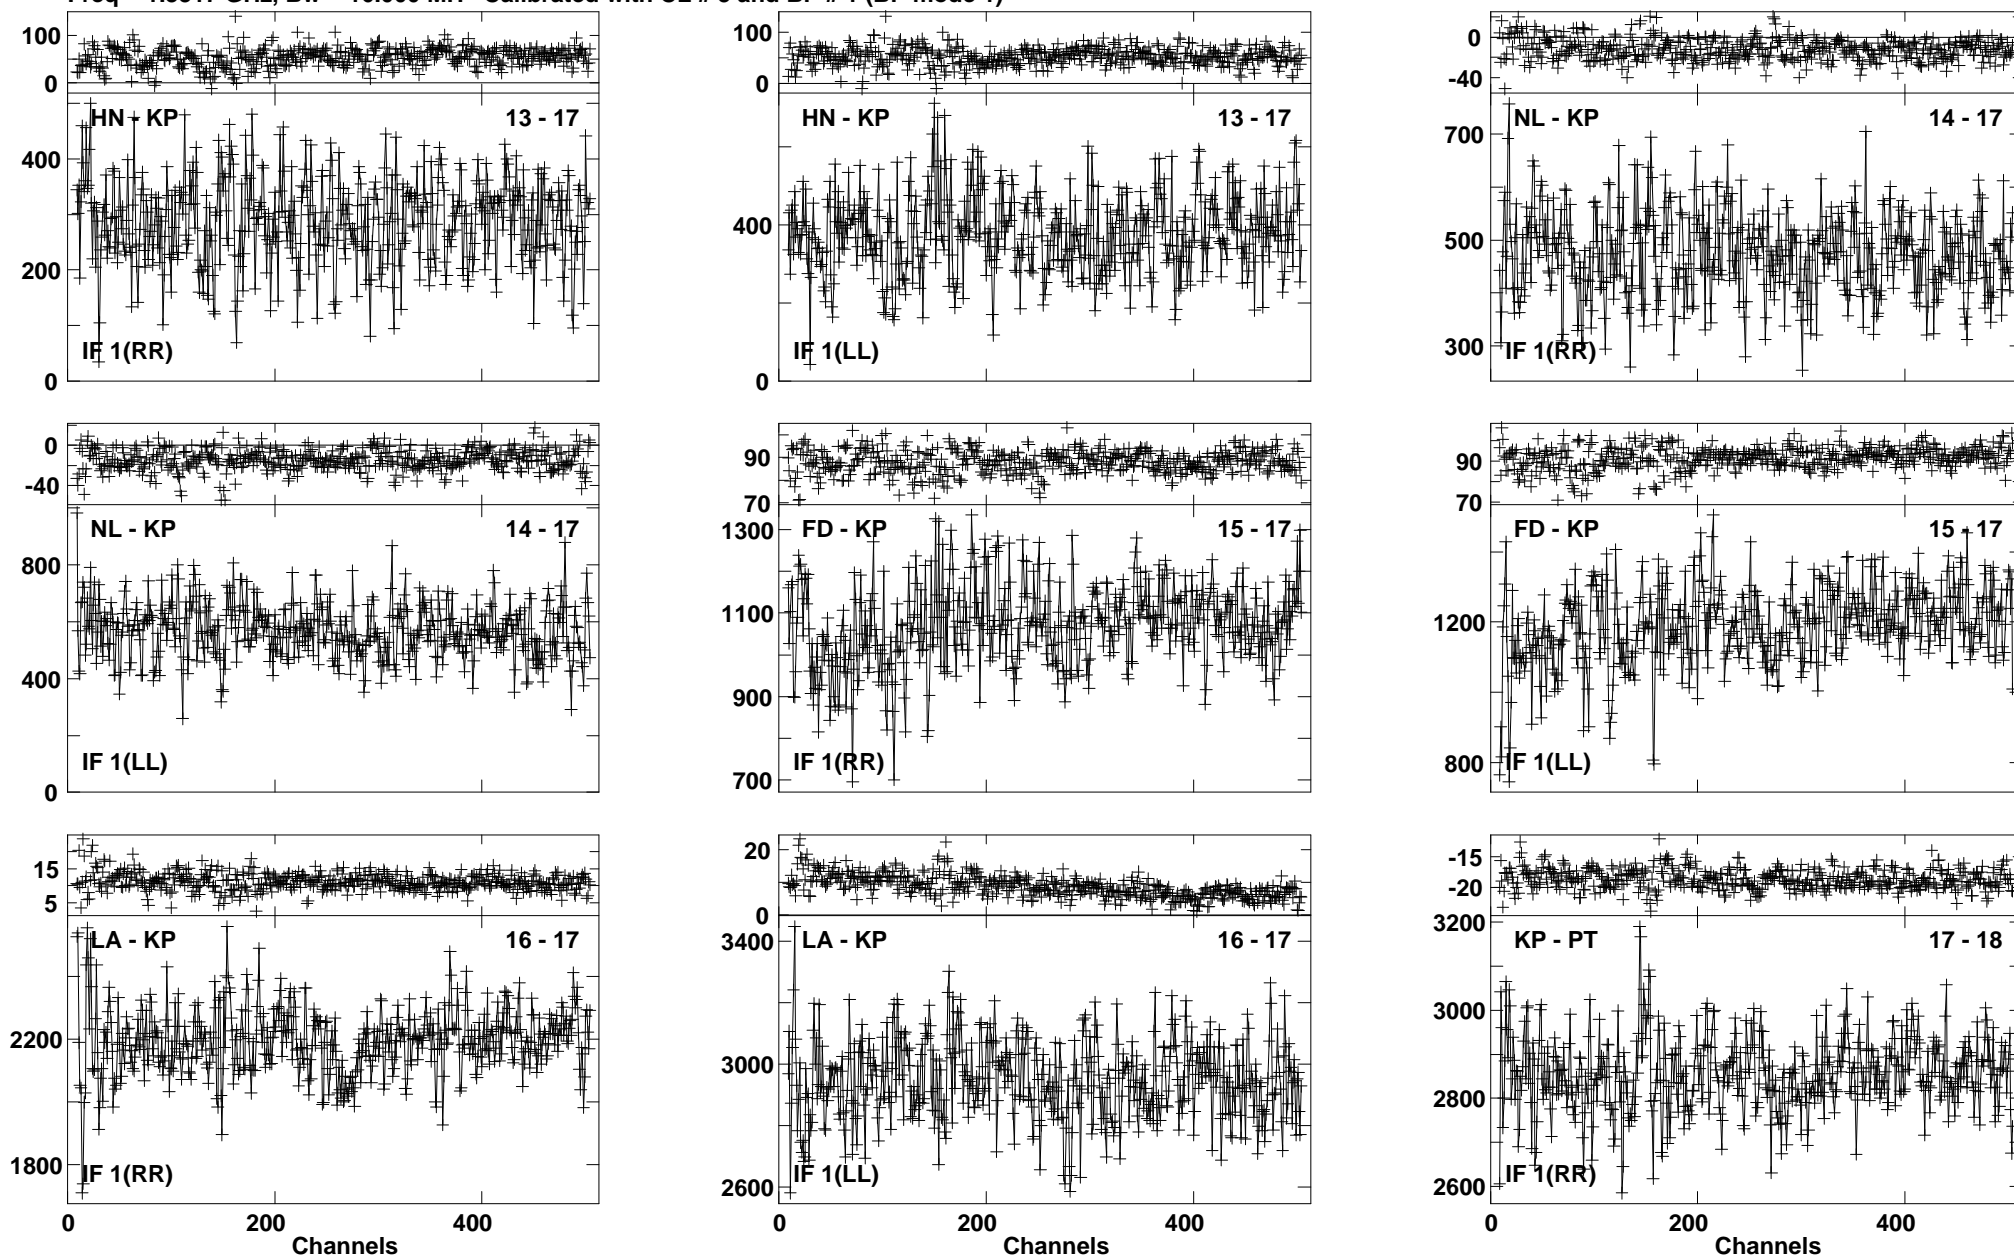 100
0
HN - KP 13 - 17
400
200
0
IF 1(RR)
100
0
HN - KP 13 - 17
400
0
IF 1(LL)
0
-40
NL - KP 14 - 17
700
500
300
IF 1(RR)
0
-40
NL - KP 14 - 17
800
400
0
IF 1(LL)
90
70
FD - KP 15 - 17
1300
1100
900
700
IF 1(RR)
90
70
FD - KP 15 - 17
1200
800
IF 1(LL)
15
5
LA - KP 16 - 17
2200
1800
IF 1(RR)
0 200 400
Channels
20
10
0
LA - KP 16 - 17
3400
3000
2600
IF 1(LL)
0 200 400
Channels
-15
-20
KP - PT 17 - 18
3200
3000
2800
2600
IF 1(RR)
0 200 400
Channels